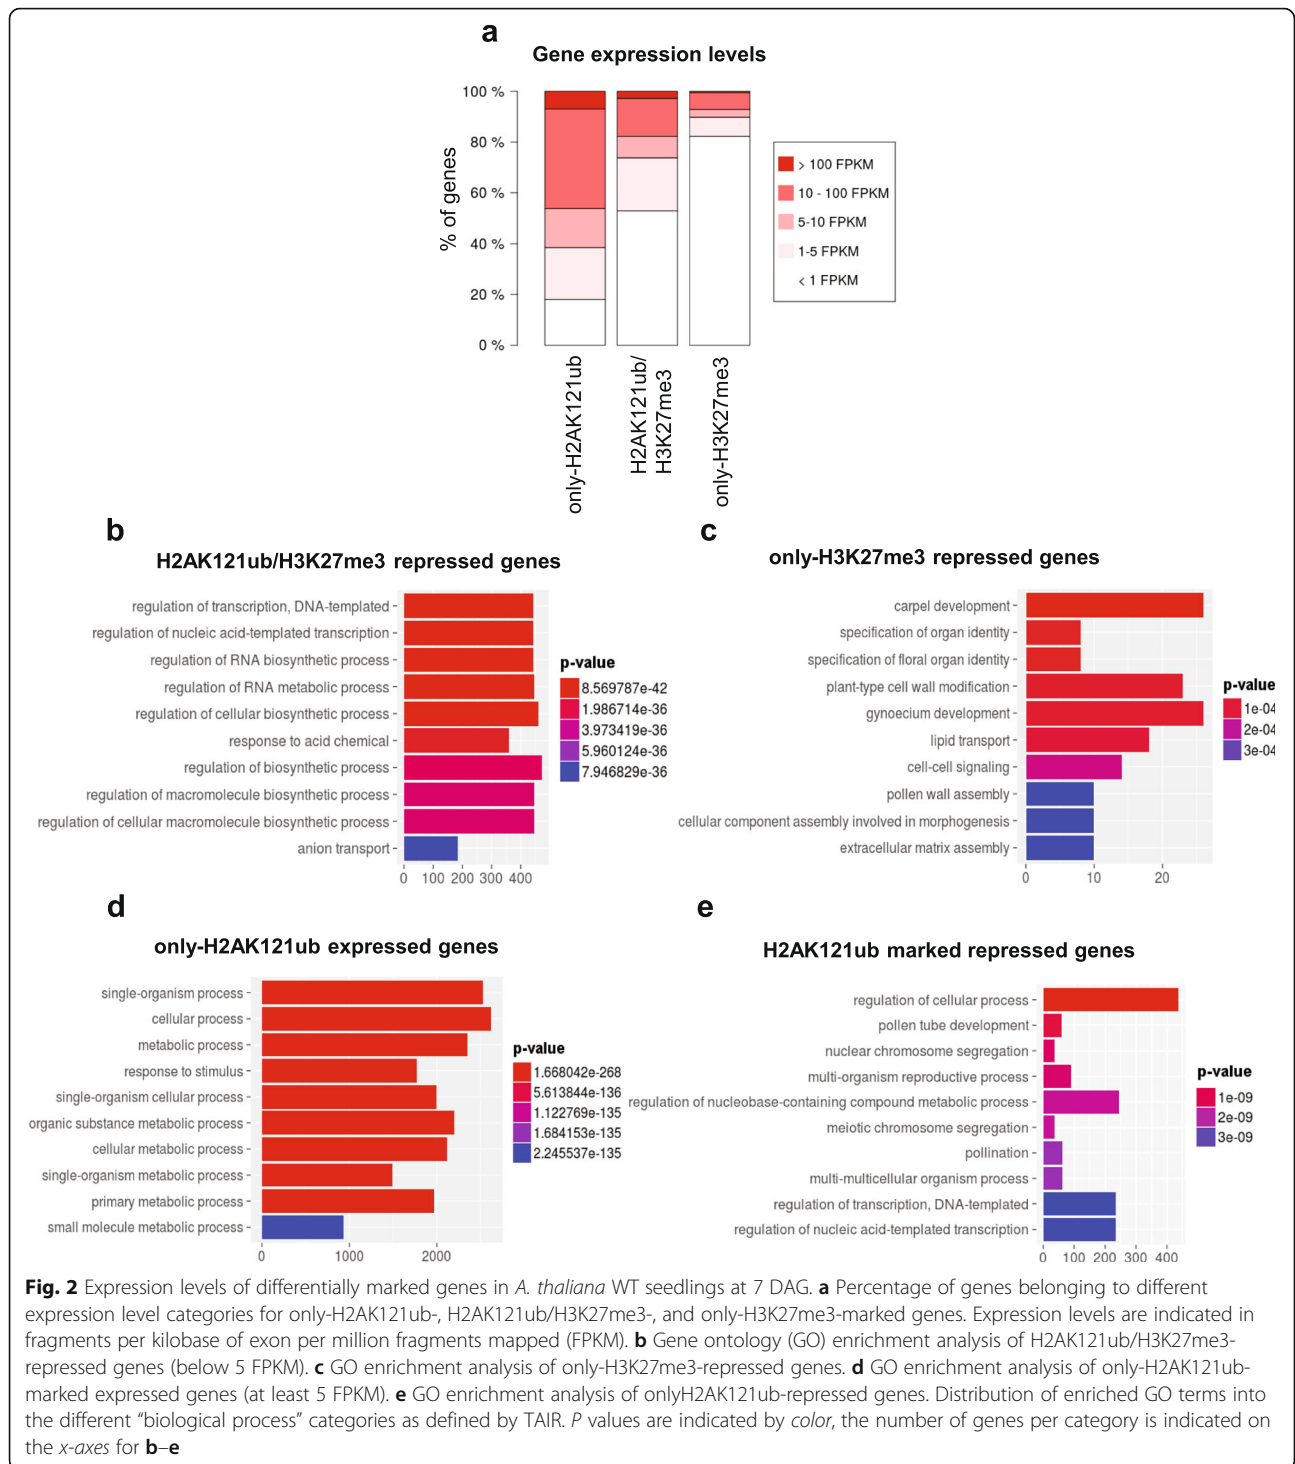 a
Gene expression levels
100 %
80 %
60 %
40 %
20 %
0 %
% of genes
> 100 FPKM
10 - 100 FPKM
5-10 FPKM
1-5 FPKM
< 1 FPKM
only-H2AK121ub
H2AK121ub/
H3K27me3
only-H3K27me3
b
H2AK121ub/H3K27me3 repressed genes
regulation of transcription, DNA-templated
regulation of nucleic acid-templated transcription
regulation of RNA biosynthetic process
regulation of RNA metabolic process
regulation of cellular biosynthetic process
response to acid chemical
regulation of biosynthetic process
regulation of macromolecule biosynthetic process
regulation of cellular macromolecule biosynthetic process
anion transport
0 100 200 300 400
p-value
8.569787e-42
1.986714e-36
3.973419e-36
5.960124e-36
7.946829e-36
c
only-H3K27me3 repressed genes
carpel development
specification of organ identity
specification of floral organ identity
plant-type cell wall modification
gynoecium development
lipid transport
cell-cell signaling
pollen wall assembly
cellular component assembly involved in morphogenesis
extracellular matrix assembly
0 10 20
p-value
1e-04
2e-04
3e-04
d
only-H2AK121ub expressed genes
single-organism process
cellular process
metabolic process
response to stimulus
single-organism cellular process
organic substance metabolic process
cellular metabolic process
single-organism metabolic process
primary metabolic process
small molecule metabolic process
0 1000 2000
p-value
1.668042e-268
5.613844e-136
1.122769e-135
1.684153e-135
2.245537e-135
e
H2AK121ub marked repressed genes
regulation of cellular process
pollen tube development
nuclear chromosome segregation
multi-organism reproductive process
regulation of nucleobase-containing compound metabolic process
meiotic chromosome segregation
pollination
multi-multicellular organism process
regulation of transcription, DNA-templated
regulation of nucleic acid-templated transcription
0 100 200 300 400
p-value
1e-09
2e-09
3e-09
Fig. 2 Expression levels of differentially marked genes in A. thaliana WT seedlings at 7 DAG. a Percentage of genes belonging to different
expression level categories for only-H2AK121ub-, H2AK121ub/H3K27me3-, and only-H3K27me3-marked genes. Expression levels are indicated in
fragments per kilobase of exon per million fragments mapped (FPKM). b Gene ontology (GO) enrichment analysis of H2AK121ub/H3K27me3-
repressed genes (below 5 FPKM). c GO enrichment analysis of only-H3K27me3-repressed genes. d GO enrichment analysis of only-H2AK121ub-
marked expressed genes (at least 5 FPKM). e GO enrichment analysis of onlyH2AK121ub-repressed genes. Distribution of enriched GO terms into
the different “biological process” categories as defined by TAIR. P values are indicated by color, the number of genes per category is indicated on
the x-axes for b–e